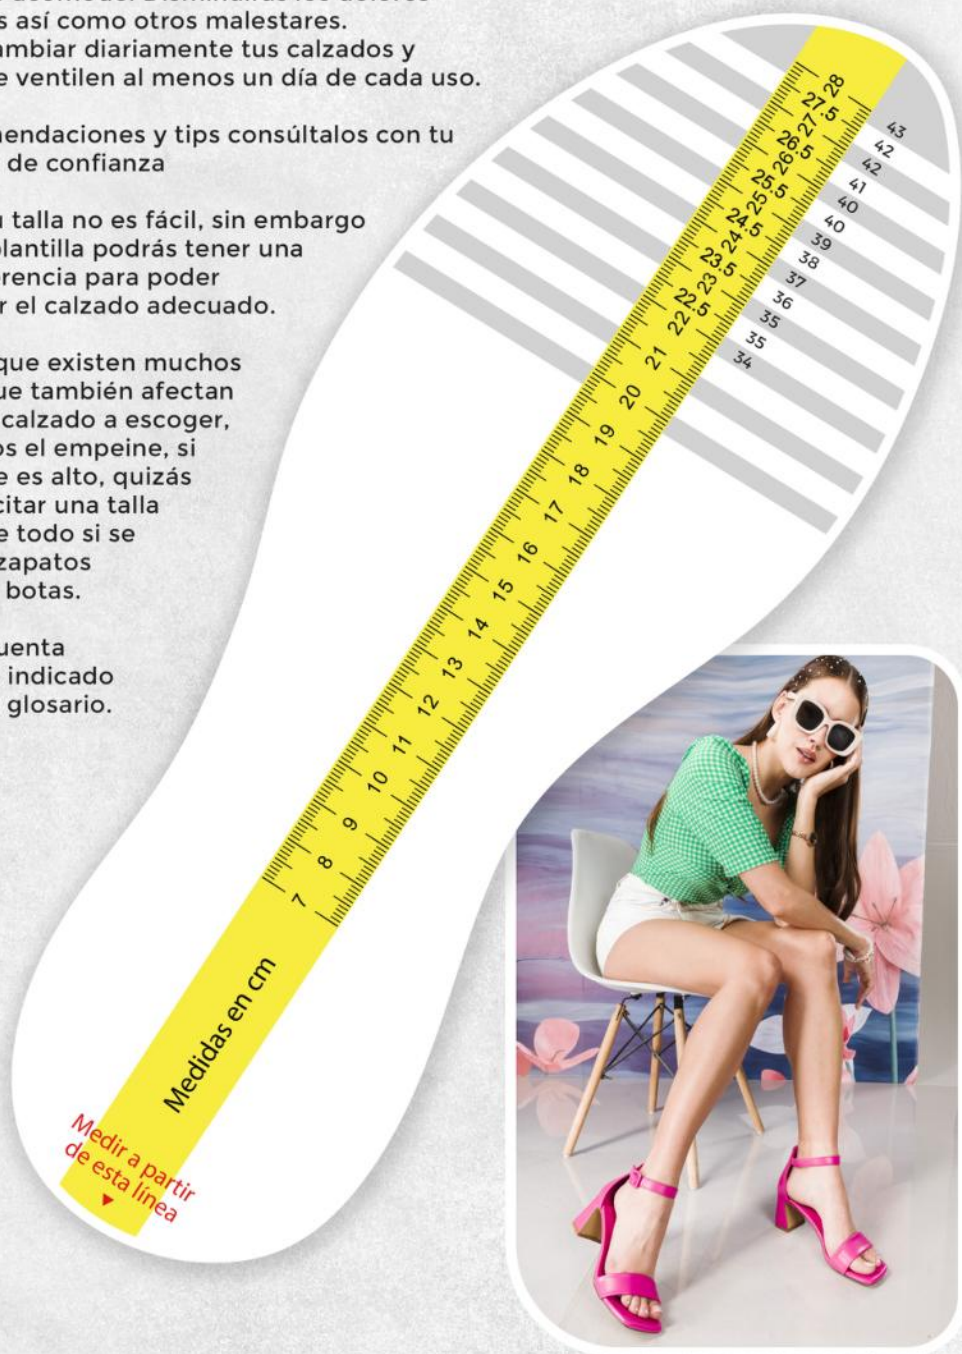 s así como otros malestares.
ambiar diariamente tus calzados y
e ventilen al menos un día de cada uso.
nendaciones y tips consúltalos con tu
de confianza
u talla no es fácil, sin embargo
plantilla podrás tener una
erencia para poder
r el calzado adecuado.
que existen muchos
ue también afectan
calzado a escoger,
os el empeine, si
e es alto, quizás
citar una talla
e todo si se
zapatos
botas.
uenta
indicado
glosario.
28
27.5
27
26.5
26
25.5
25
24.5
24
23.5
23
22.5
22
21
20
19
18
17
16
15
14
13
12
11
10
9
8
7
43
42
42
41
40
40
39
38
37
36
35
35
34
Medidas en cm
Medir a partir
de esta línea